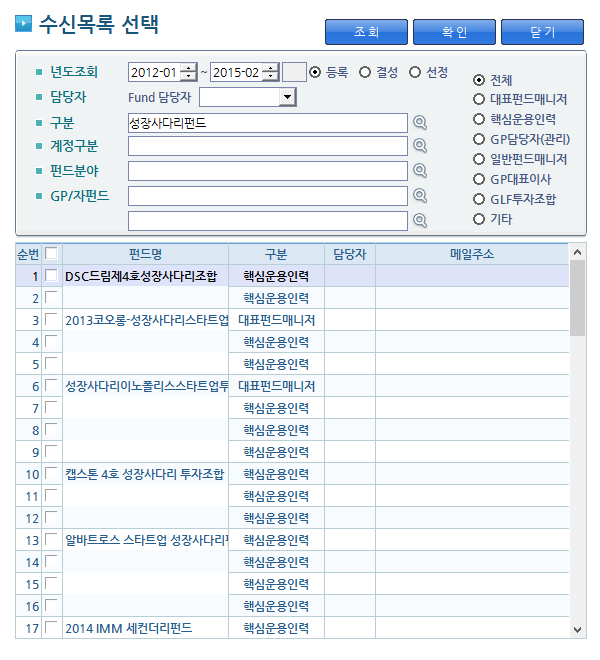 수신목록 선택
조 회 확 인 닫 기
년도조회 2012-01 ~ 2015-02 등록 결성 선정
담당자 Fund 담당자
구분 성장사다리펀드
계정구분
펀드분야
GP/자펀드
전체
대표펀드매니저
핵심운용인력
GP담당자(관리)
일반펀드매니저
GP대표이사
GLF투자조합
기타
순번 펀드명 구분 담당자 메일주소
1 DSC드림제4호성장사다리조합 핵심운용인력
2 핵심운용인력
3 2013코오롱-성장사다리스타트업 대표펀드매니저
4 핵심운용인력
5 핵심운용인력
6 성장사다리이노폴리스스타트업투 대표펀드매니저
7 핵심운용인력
8 핵심운용인력
9 핵심운용인력
10 캡스톤 4호 성장사다리 투자조합 핵심운용인력
11 핵심운용인력
12 핵심운용인력
13 알바트로스 스타트업 성장사다리 핵심운용인력
14 핵심운용인력
15 핵심운용인력
16 핵심운용인력
17 2014 IMM 세컨더리펀드 핵심운용인력